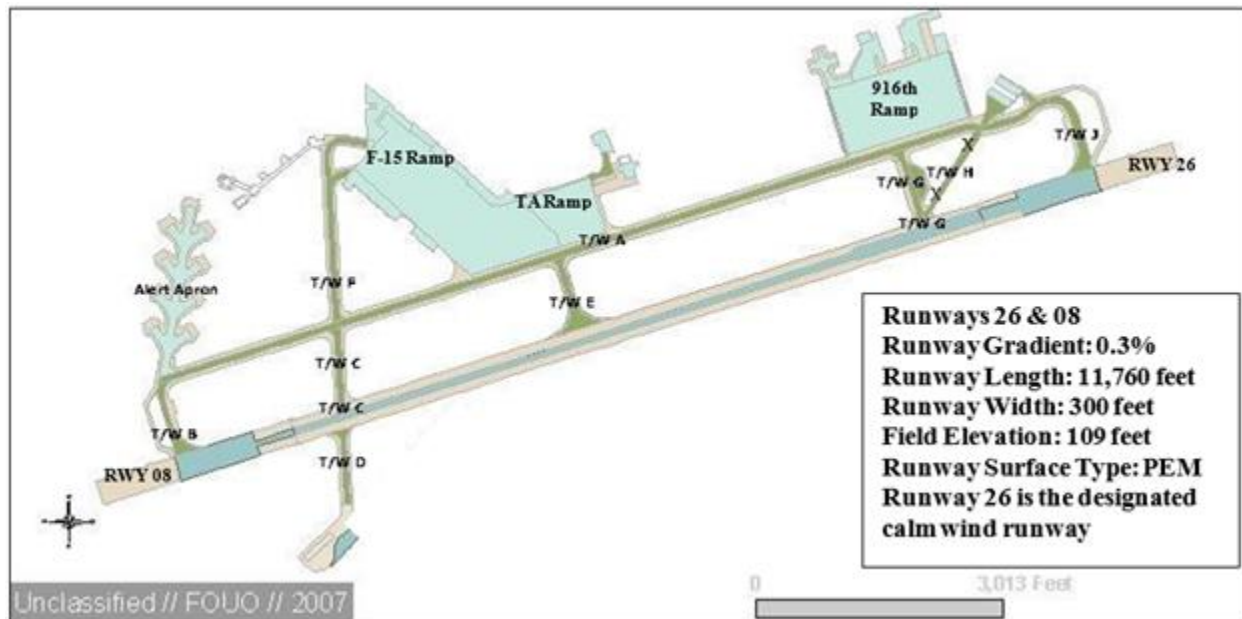 916th
Ramp
F-15 Ramp
T/W J
RWY 26
T/W G
T/W H
X
X
TA Ramp
T/W G
T/W A
Alert Apron
T/W F
T/W E
T/W C
T/W C
T/W B
T/W D
RWY 08
Runways 26 & 08
Runway Gradient: 0.3%
Runway Length: 11,760 feet
Runway Width: 300 feet
Field Elevation: 109 feet
Runway Surface Type: PEM
Runway 26 is the designated
calm wind runway
0 3,013 Feet
Unclassified // FOUO // 2007